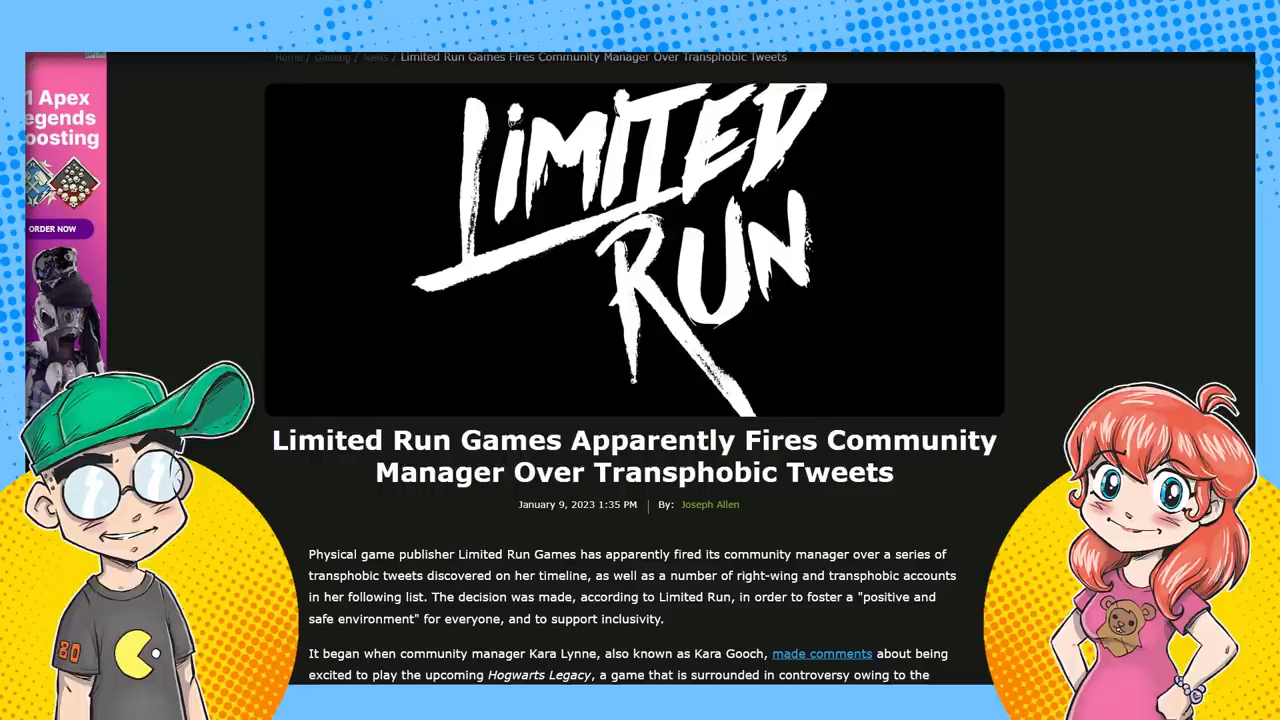 Home / Gaming / News / Limited Run Games Fires Community Manager Over Transphobic Tweets
1 Apex
egends
oosting
ORDER NOW
LIMITED
RUN
Limited Run Games Apparently Fires Community
Manager Over Transphobic Tweets
January 9, 2023 1:35 PM | By: Joseph Allen
Physical game publisher Limited Run Games has apparently fired its community manager over a series of
transphobic tweets discovered on her timeline, as well as a number of right-wing and transphobic accounts
in her following list. The decision was made, according to Limited Run, in order to foster a "positive and
safe environment" for everyone, and to support inclusivity.
It began when community manager Kara Lynne, also known as Kara Gooch, made comments about being
excited to play the upcoming Hogwarts Legacy, a game that is surrounded in controversy owing to the
80